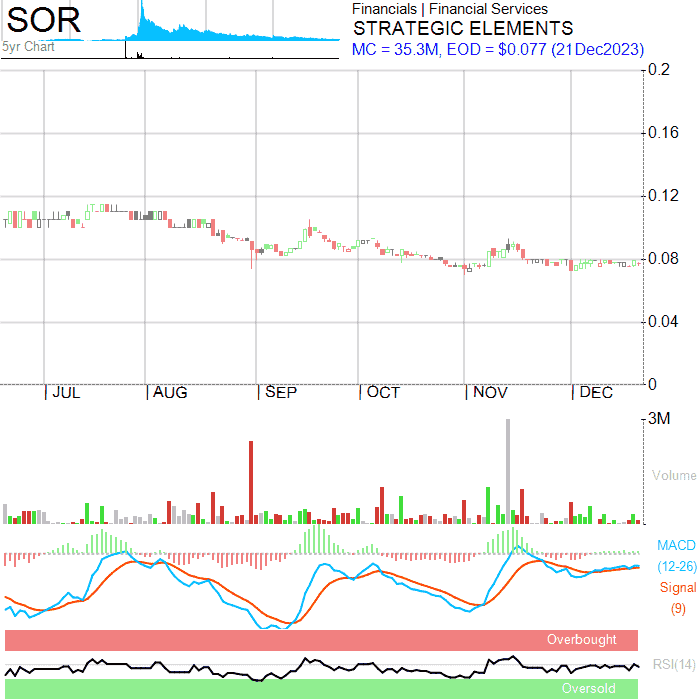 SOR
5yr Chart
Financials | Financial Services
STRATEGIC ELEMENTS
MC = 35.3M, EOD = $0.077 (21Dec2023)
0.2
0.16
0.12
0.08
0.04
0
JUL AUG SEP OCT NOV DEC
3M
Volume
MACD
(12-26)
Signal
(9)
Overbought
RSI(14)
Oversold